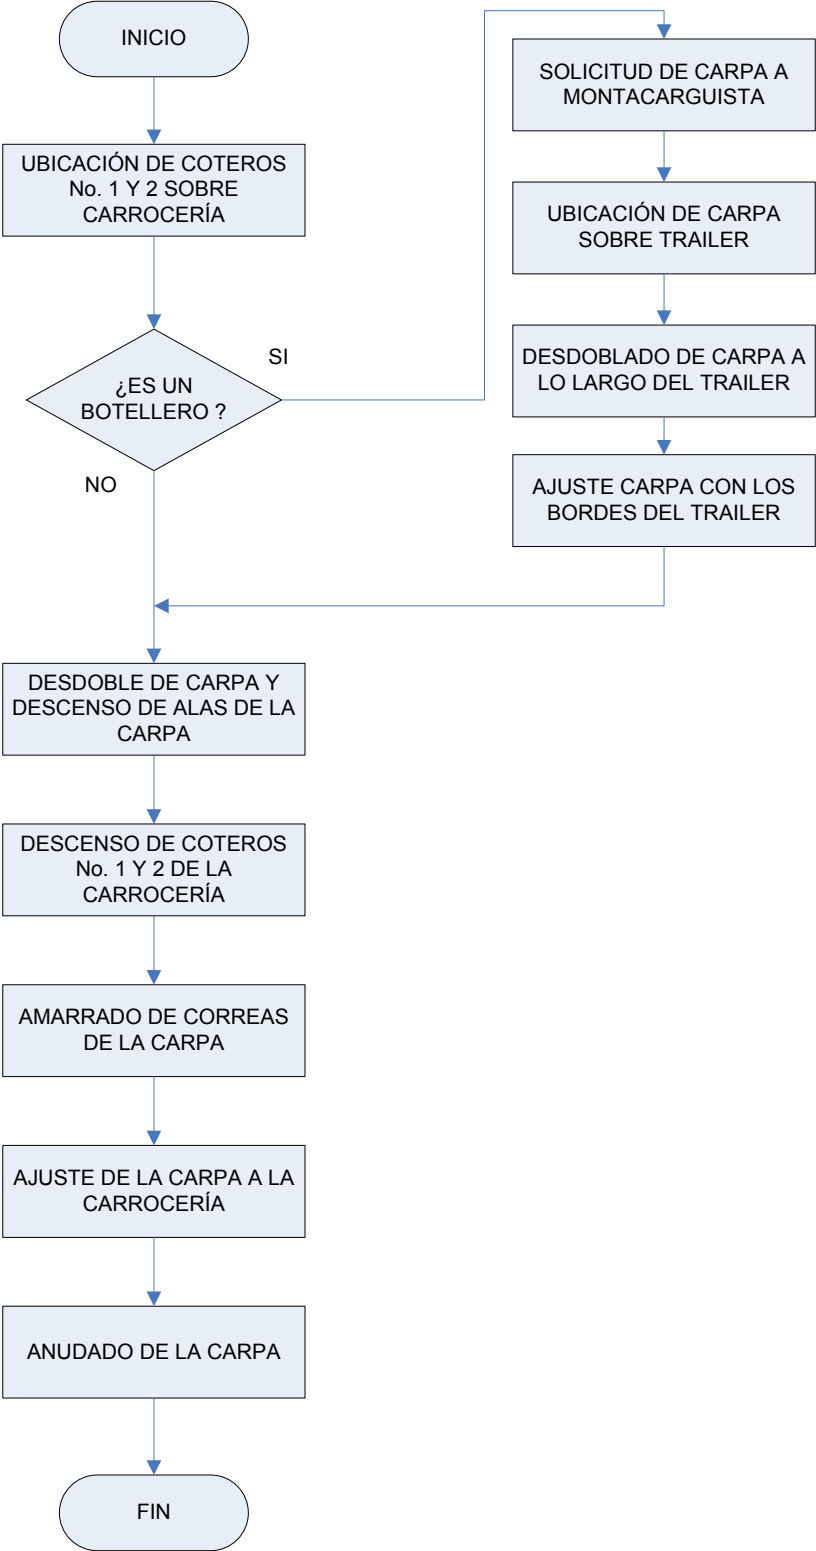 INICIO
UBICACIÓN DE COTEROS
No. 1 Y 2 SOBRE
CARROCERÍA
¿ES UN
BOTELLERO ?
SI
NO
SOLICITUD DE CARPA A
MONTACARGUISTA
UBICACIÓN DE CARPA
SOBRE TRAILER
DESDOBLADO DE CARPA A
LO LARGO DEL TRAILER
AJUSTE CARPA CON LOS
BORDES DEL TRAILER
DESDOBLE DE CARPA Y
DESCENSO DE ALAS DE LA
CARPA
DESCENSO DE COTEROS
No. 1 Y 2 DE LA
CARROCERÍA
AMARRADO DE CORREAS
DE LA CARPA
AJUSTE DE LA CARPA A LA
CARROCERÍA
ANUDADO DE LA CARPA
FIN